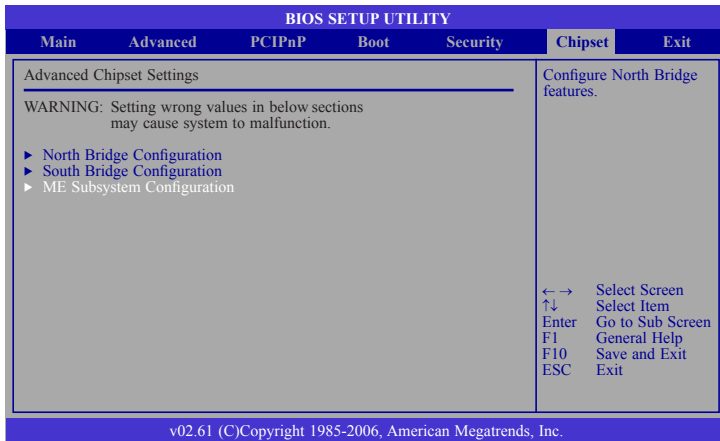 BIOS SETUP UTILITY
Main Advanced PCIPnP Boot Security Chipset Exit
Advanced Chipset Settings
WARNING: Setting wrong values in below sections
may cause system to malfunction.
► North Bridge Configuration
► South Bridge Configuration
► ME Subsystem Configuration
Configure North Bridge
features.
←→ Select Screen
↑↓ Select Item
Enter Go to Sub Screen
F1 General Help
F10 Save and Exit
ESC Exit
v02.61 (C)Copyright 1985-2006, American Megatrends, Inc.